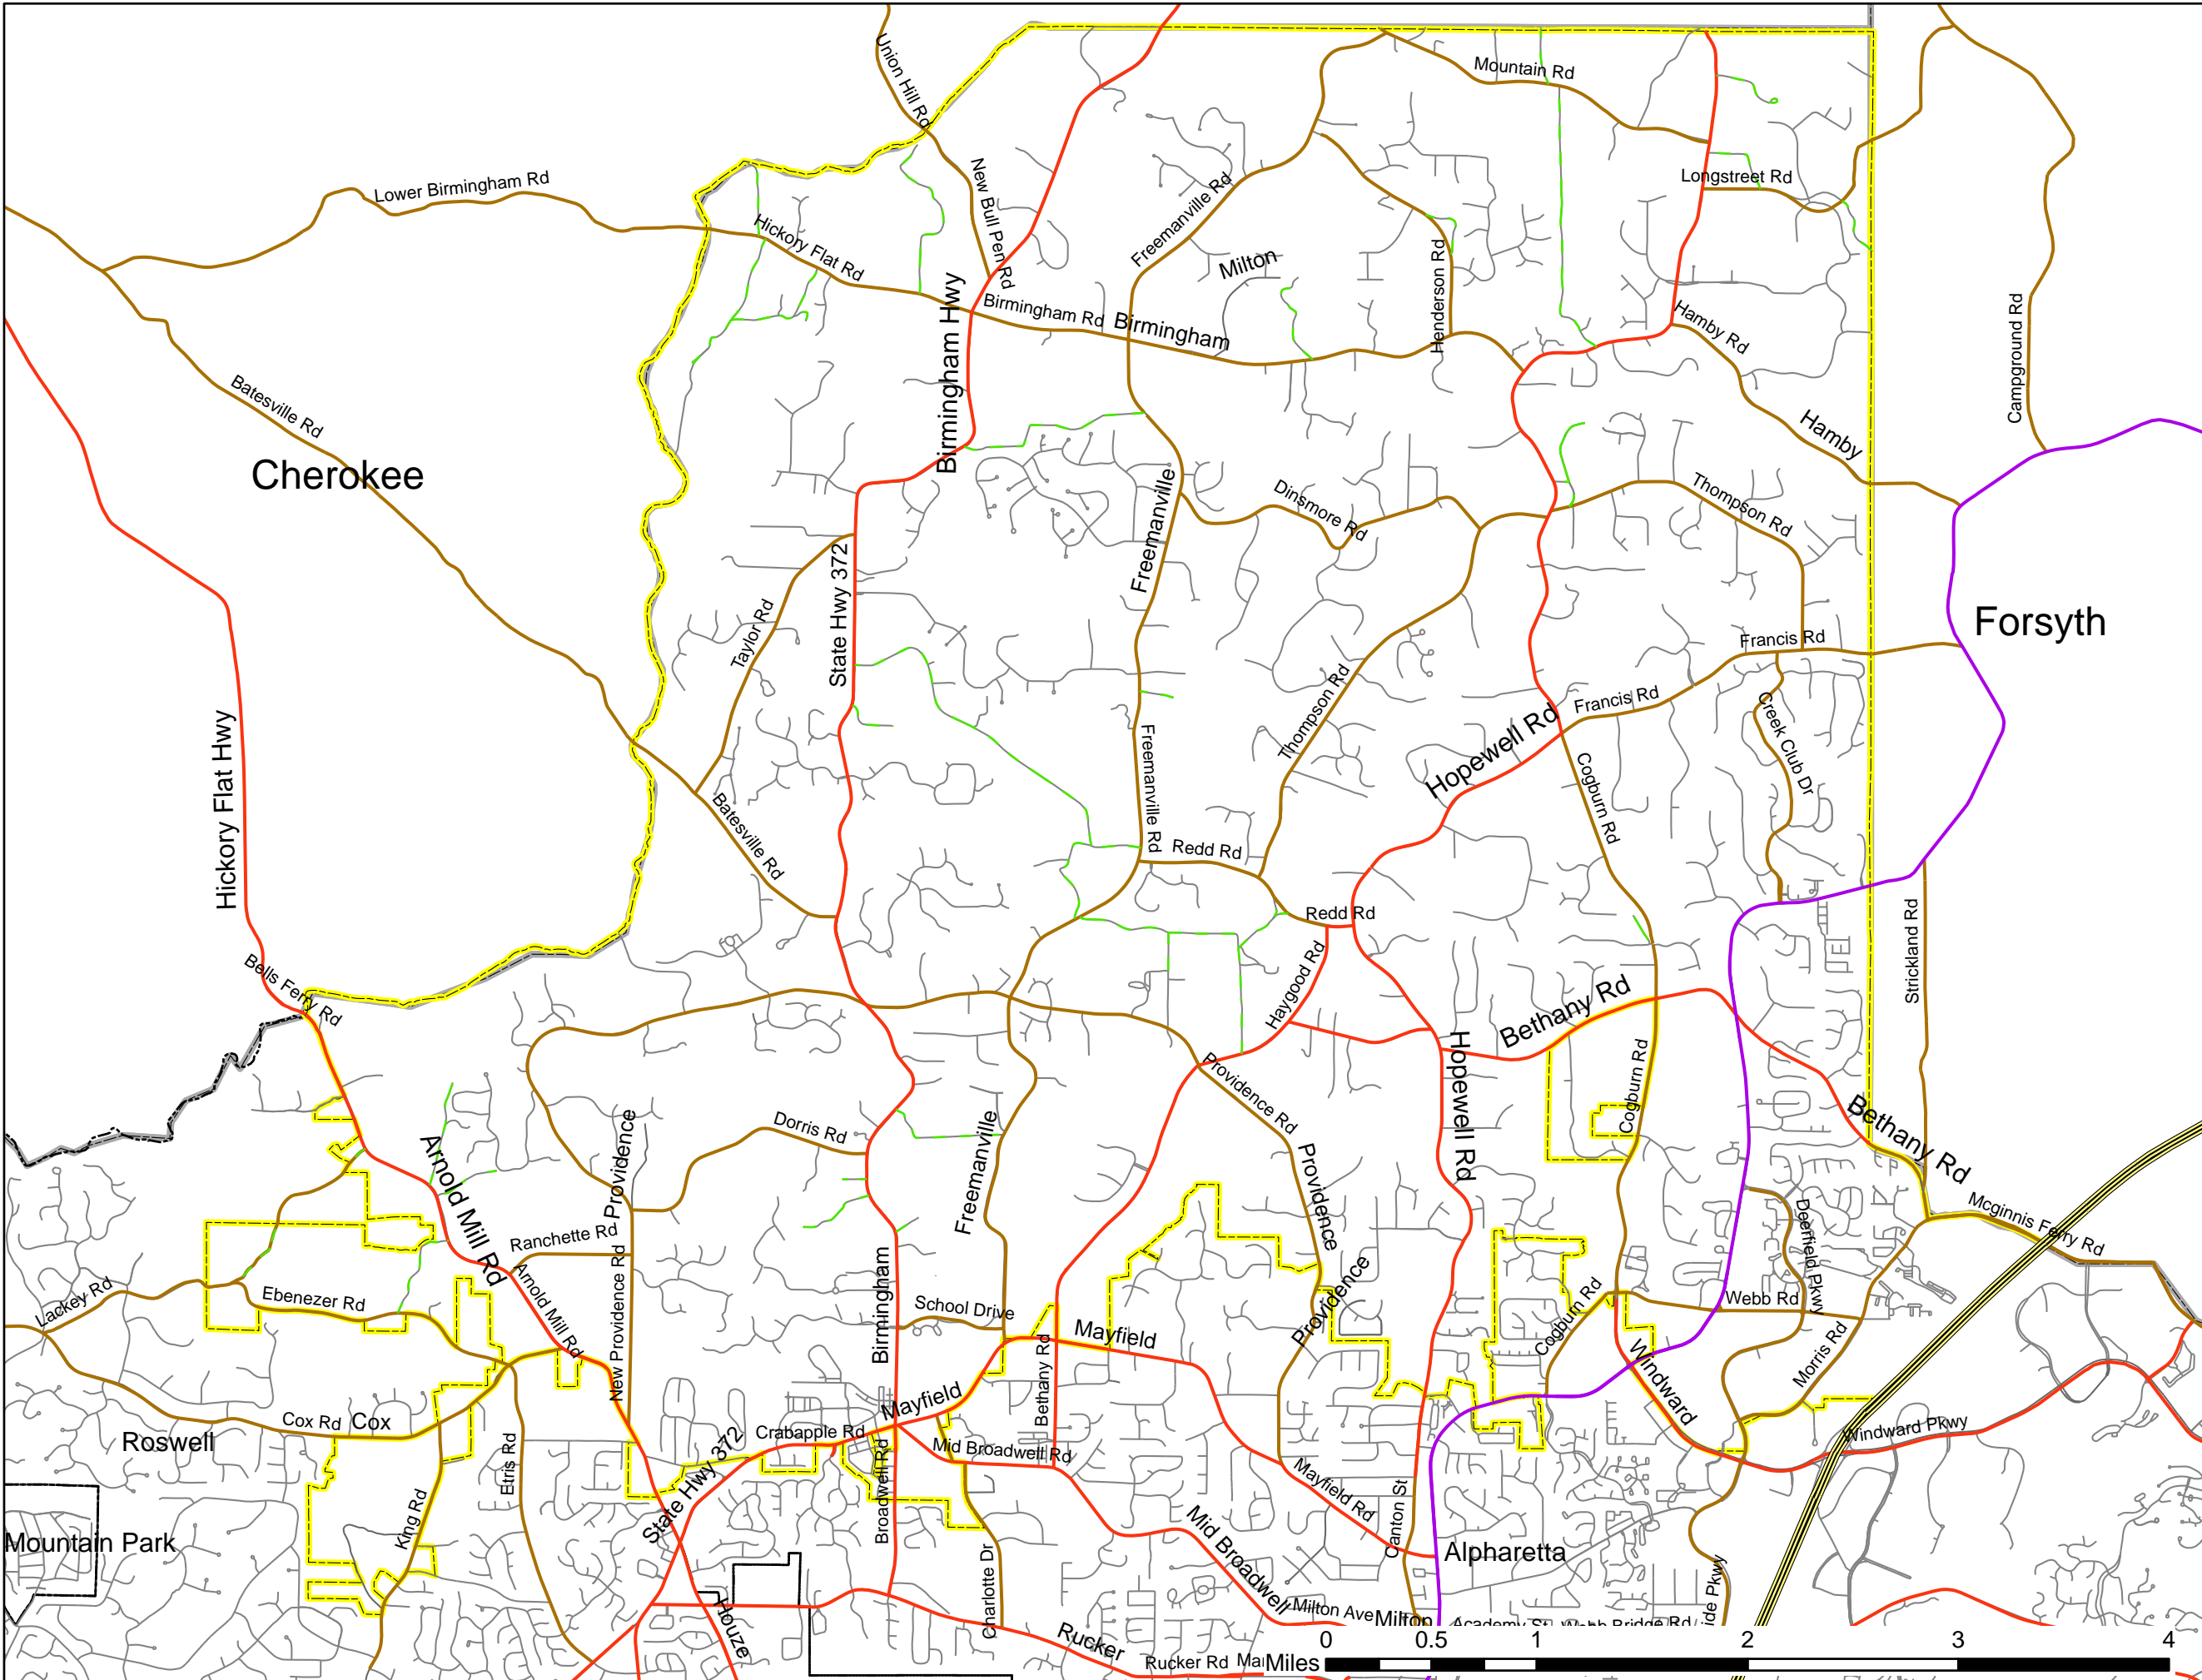 Union Hill Rd
Mountain Rd
Lower Birmingham Rd
New Bull Pen Rd
Freemanville Rd
Longstreet Rd
Hickory Flat Rd
Milton
Henderson Rd
Birmingham Hwy
Birmingham Rd
Birmingham
Hamby Rd
Campground Rd
Batesville Rd
Hamby
Cherokee
Freemanville
Dinsmore Rd
Thompson Rd
State Hwy 372
Taylor Rd
Forsyth
Francis Rd
Thompson Rd
Francis Rd
Creek Club Dr
Hickory Flat Hwy
Hopewell Rd
Freemanville Rd
Cogburn Rd
Batesville Rd
Redd Rd
Redd Rd
Strickland Rd
Bells Ferry Rd
Haygood Rd
Bethany Rd
Hopewell Rd
Cogburn Rd
Providence Rd
Bethany Rd
Dorris Rd
Arnold Mill Rd
Providence
Freemanville
Providence
Deerfield Pkwy
Mcginnis Ferry Rd
Ranchette Rd
Lackey Rd
Ebenezer Rd
Arnold Mill Rd
New Providence Rd
Birmingham
School Drive
Mayfield
Providence
Cogburn Rd
Webb Rd
Morris Rd
Windward
Bethany Rd
Mayfield
Cox Rd
Cox
Roswell
Etris Rd
State Hwy 372
Crabapple Rd
Broadwell Rd
Mid Broadwell Rd
Windward Pkwy
King Rd
Mayfield Rd
Canton St
Mountain Park
Mid Broadwell
Alpharetta
Charlotte Dr
Houze
Milton Ave
Milton
Academy St
Webb Bridge Rd
ide Pkwy
Rucker
Rucker Rd
Mai
Miles
0 0.5 1 2 3 4